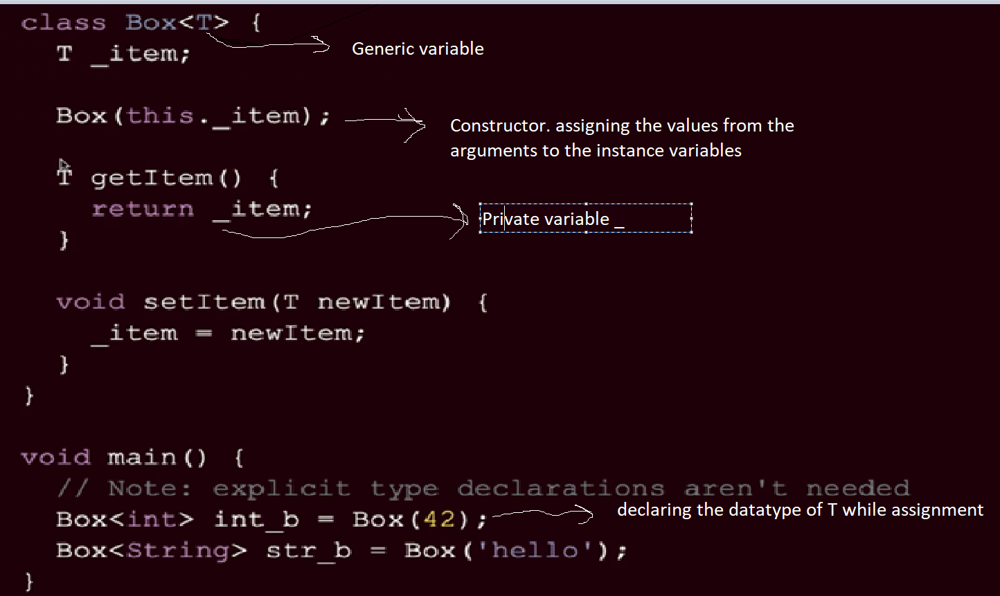 class Box<T> {
T _item;
Generic variable
Box(this._item);
Constructor. assigning the values from the
arguments to the instance variables
T getItem() {
return _item;
Private variable _
}
void setItem(T newItem) {
_item = newItem;
}
}
void main() {
// Note: explicit type declarations aren't needed
Box<int> int_b = Box(42);
declaring the datatype of T while assignment
Box<String> str_b = Box('hello');
}